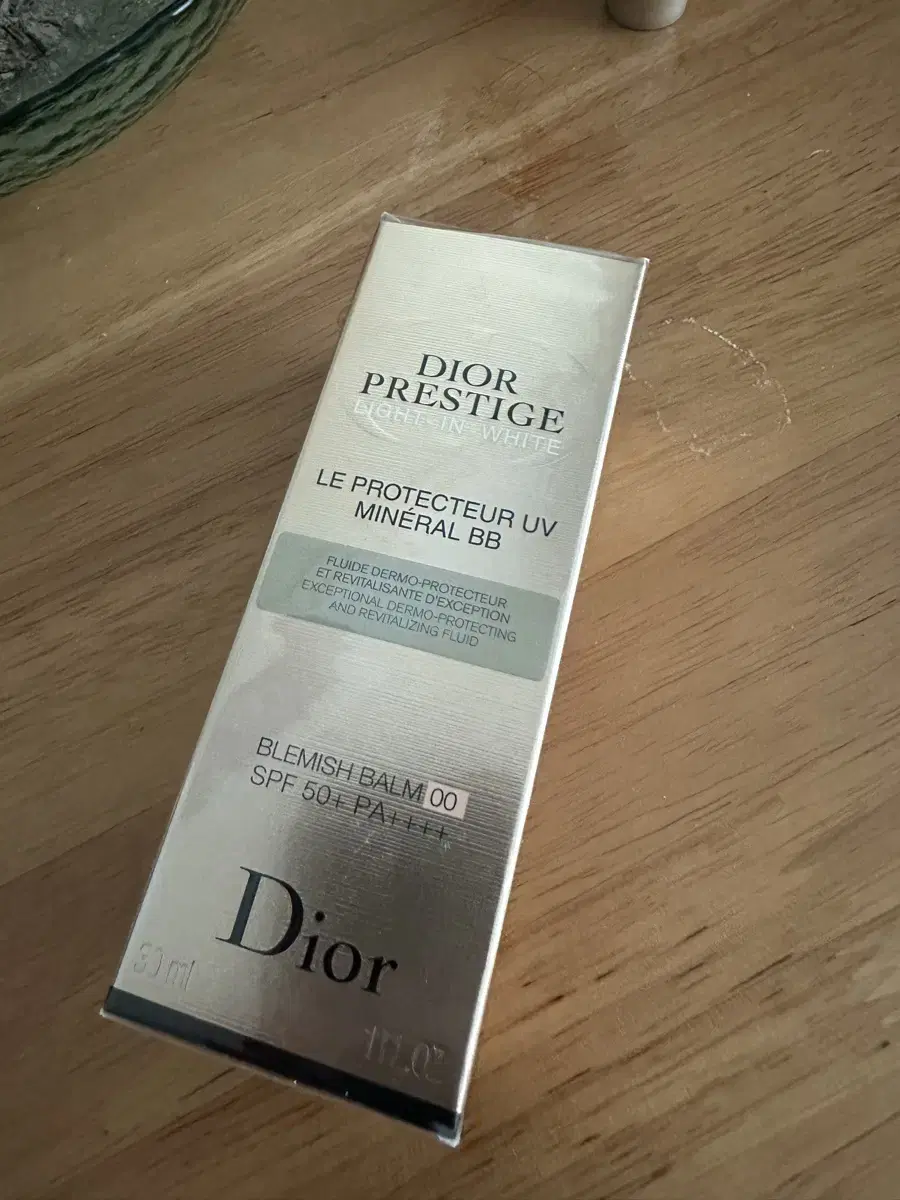 DIOR
PRESTIGE
LIGHT-IN-WHITE
LE PROTECTEUR UV
MINÉRAL BB
FLUIDE DERMO-PROTECTEUR
ET REVITALISANTE D'EXCEPTION
EXCEPTIONAL DERMO-PROTECTING
AND REVITALIZING FLUID
BLEMISH BALM 00
SPF 50+ PA++++
Dior
30 ml
1 fl.oz